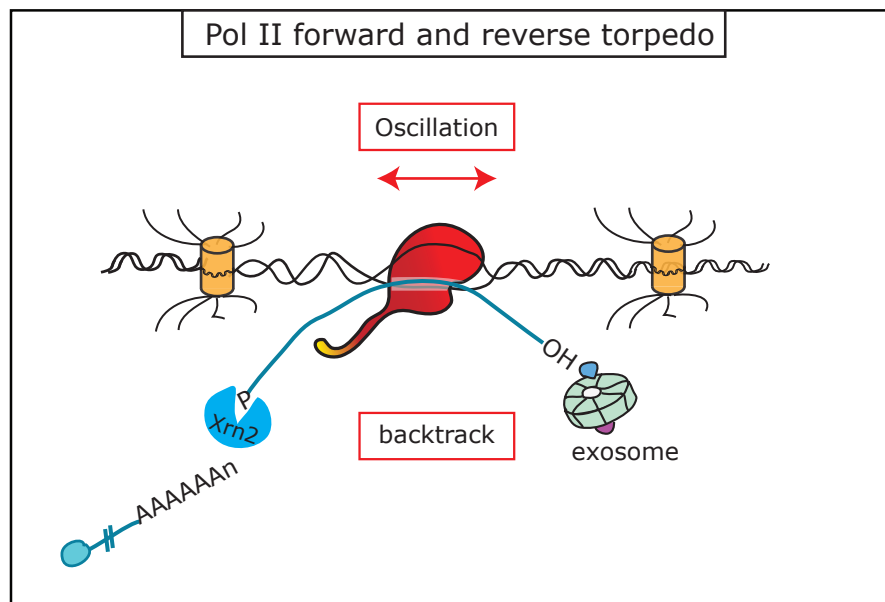 Pol II forward and reverse torpedo
Oscillation
OH
P
Xrn2
backtrack
exosome
AAAAAAn